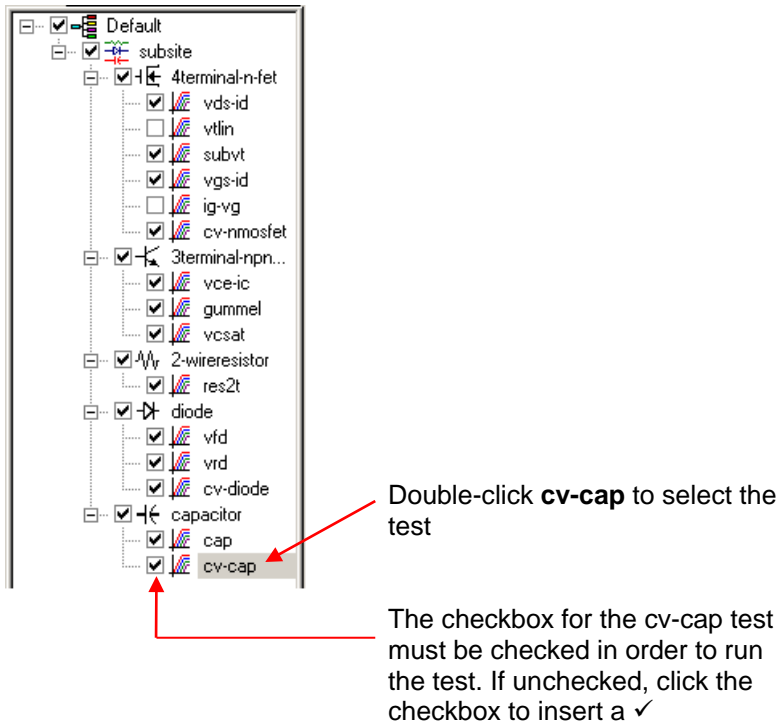 Default
subsite
4terminal-n-fet
vds-id
vtlin
subvt
vgs-id
ig-vg
cv-nmosfet
3terminal-npn...
vce-ic
gummel
vcsat
2-wireresistor
res2t
diode
vfd
vrd
cv-diode
capacitor
cap
cv-cap
Double-click cv-cap to select the
test
The checkbox for the cv-cap test
must be checked in order to run
the test. If unchecked, click the
checkbox to insert a ✓